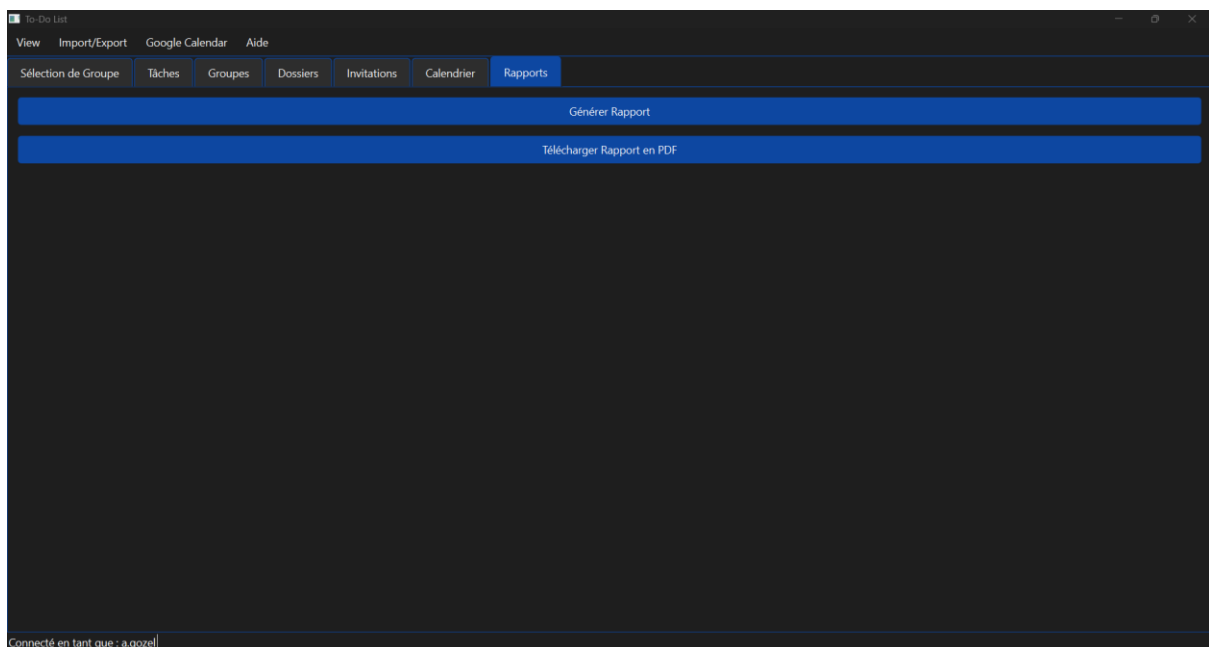 To-Do List
View Import/Export Google Calendar Aide
Sélection de Groupe Tâches Groupes Dossiers Invitations Calendrier Rapports
Générer Rapport
Télécharger Rapport en PDF
Connecté en tant que : a.gozel